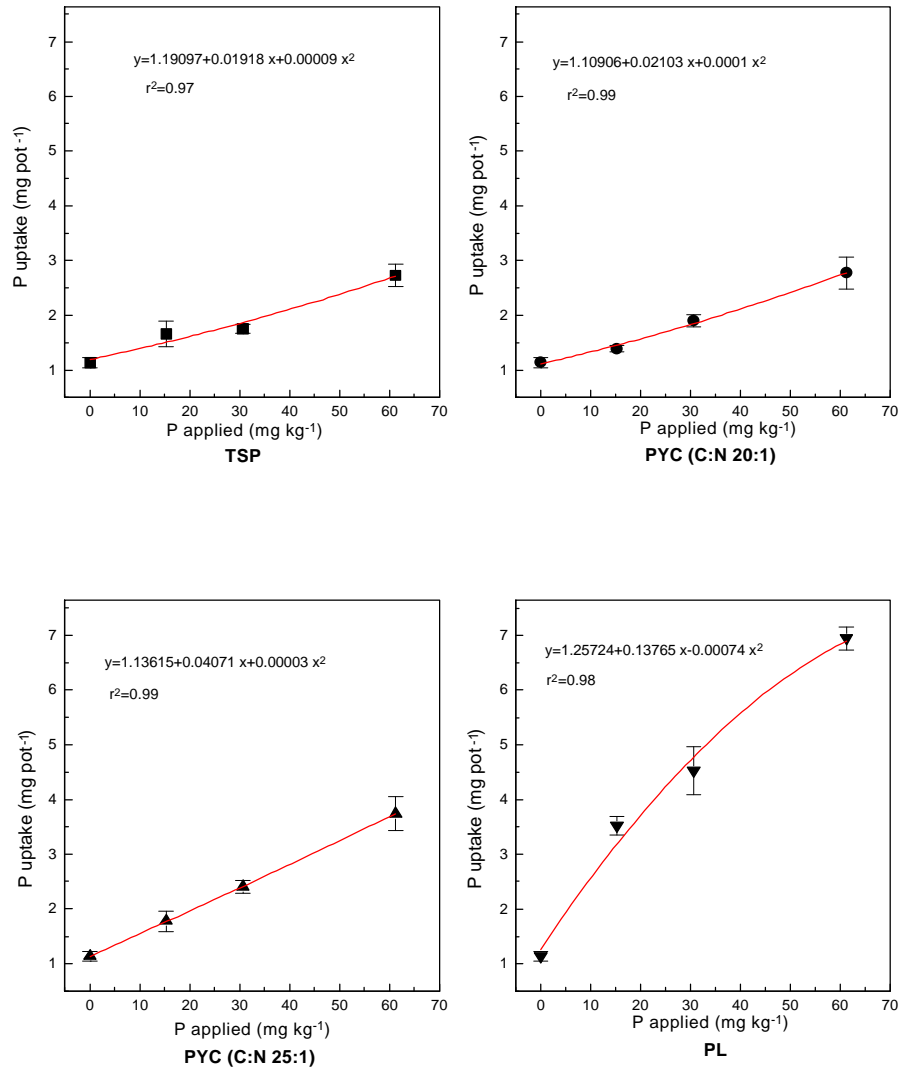 7
6
5
4
3
2
1
P uptake (mg pot-1)
y=1.19097+0.01918 x+0.00009 x2
r2=0.97
0 10 20 30 40 50 60 70
P applied (mg kg-1)
TSP
7
6
5
4
3
2
1
P uptake (mg pot-1)
y=1.10906+0.02103 x+0.0001 x2
r2=0.99
0 10 20 30 40 50 60 70
P applied (mg kg-1)
PYC (C:N 20:1)
7
6
5
4
3
2
1
P uptake (mg pot-1)
y=1.13615+0.04071 x+0.00003 x2
r2=0.99
0 10 20 30 40 50 60 70
P applied (mg kg-1)
PYC (C:N 25:1)
7
6
5
4
3
2
1
P uptake (mg pot-1)
y=1.25724+0.13765 x-0.00074 x2
r2=0.98
0 10 20 30 40 50 60 70
P applied (mg kg-1)
PL